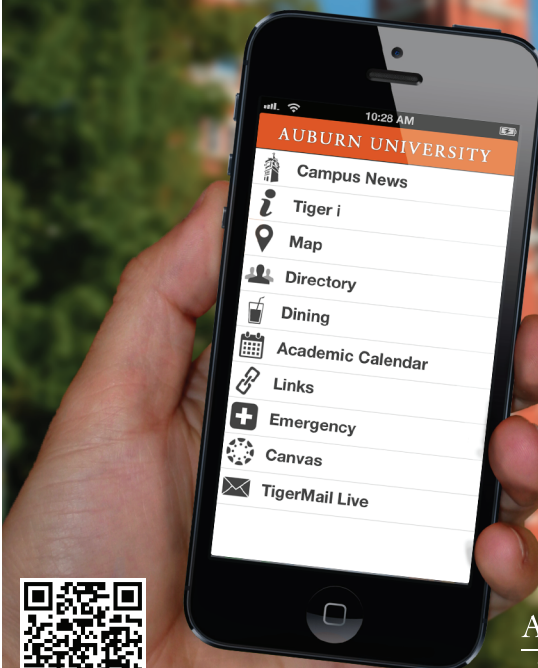 10:28 AM
AUBURN UNIVERSITY
Campus News
Tiger i
Map
Directory
Dining
Academic Calendar
Links
Emergency
Canvas
TigerMail Live
A